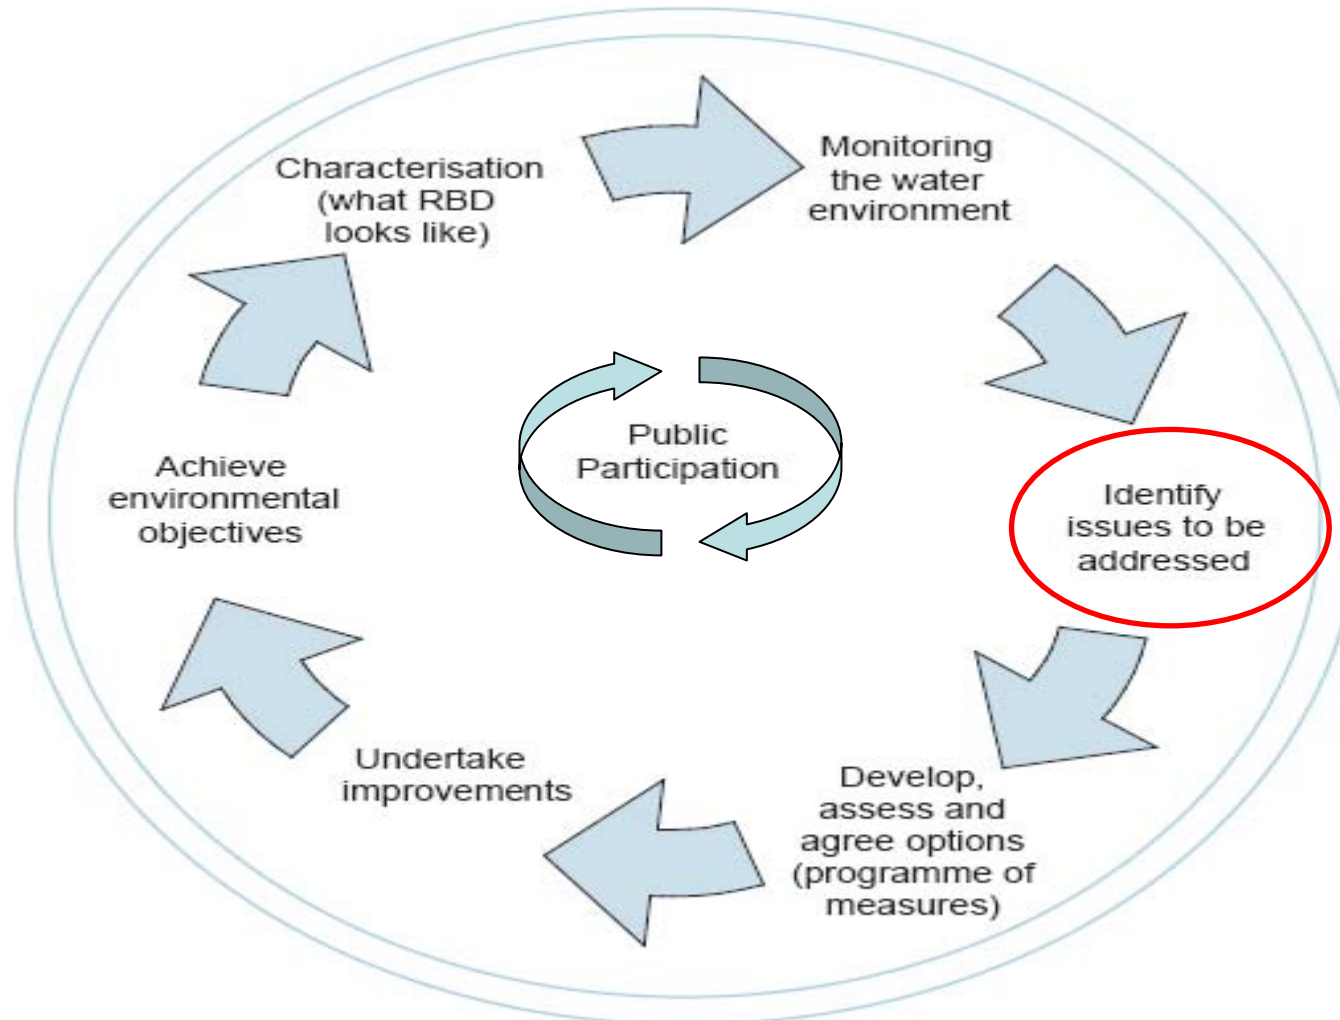 Characterisation
(what RBD
looks like)
Monitoring
the water
environment
Identify
issues to be
addressed
Develop,
assess and
agree options
(programme of
measures)
Undertake
improvements
Achieve
environmental
objectives
Public
Participation